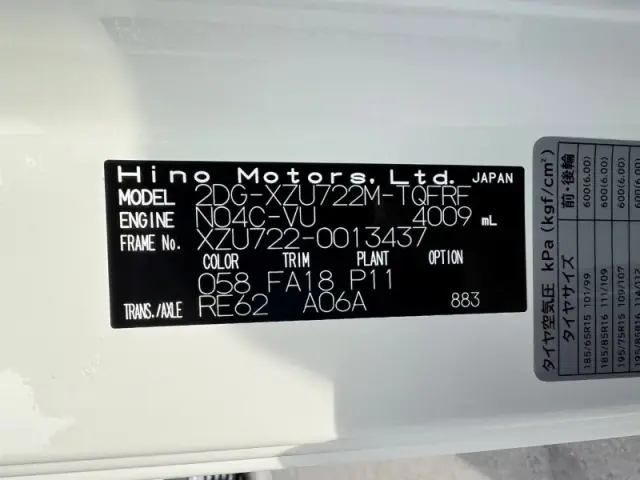 Hino Motors, Ltd. JAPAN
MODEL 2DG-XZU722M-TQFRF
ENGINE N04C-VU 4009 mL
FRAME No. XZU722-0013437
COLOR TRIM PLANT OPTION
058 FA18 P11
TRANS./AXLE RE62 A06A 883
タイヤ空気圧 kPa (kgf/cm²)
タイヤサイズ 前・後輪
185/65R15 101/99 600(6.00)
185/85R16 111/109 600(6.00)
195/75R15 109/107 600(6.00)
600(6.00)